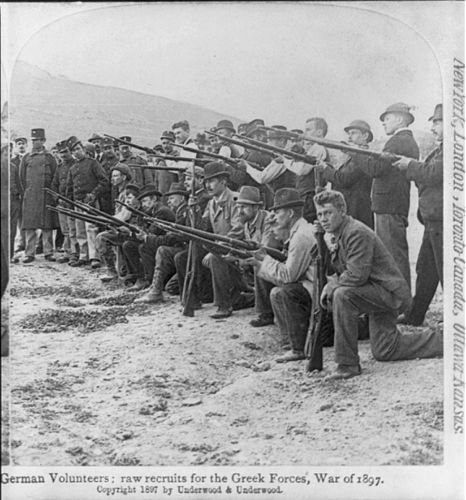 German Volunteers; raw recruits for the Greek Forces, War of 1897.
Copyright 1897 by Underwood & Underwood.
New York, London, Toronto, Canada. Ottawa Kansas.